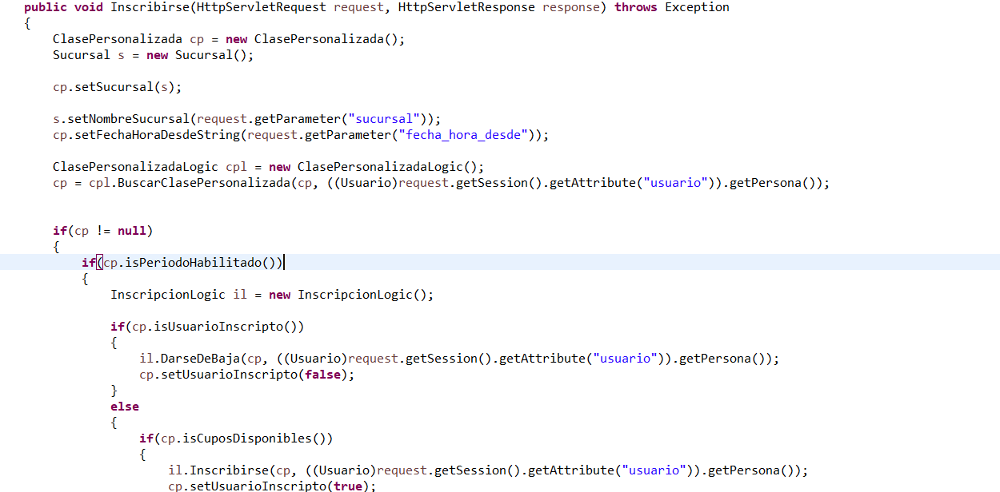 public void Inscribirse(HttpServletRequest request, HttpServletResponse response) throws Exception
{
ClasePersonalizada cp = new ClasePersonalizada();
Sucursal s = new Sucursal();
cp.setSucursal(s);
s.setNombreSucursal(request.getParameter("sucursal"));
cp.setFechaHoraDesdeString(request.getParameter("fecha_hora_desde"));
ClasePersonalizadaLogic cpl = new ClasePersonalizadaLogic();
cp = cpl.BuscarClasePersonalizada(cp, ((Usuario)request.getSession().getAttribute("usuario")).getPersona());
if(cp != null)
{
if(cp.isPeriodoHabilitado())
{
InscripcionLogic il = new InscripcionLogic();
if(cp.isUsuarioInscripto())
{
il.DarseDeBaja(cp, ((Usuario)request.getSession().getAttribute("usuario")).getPersona());
cp.setUsuarioInscripto(false);
}
else
{
if(cp.isCuposDisponibles())
{
il.Inscribirse(cp, ((Usuario)request.getSession().getAttribute("usuario")).getPersona());
cp.setUsuarioInscripto(true);